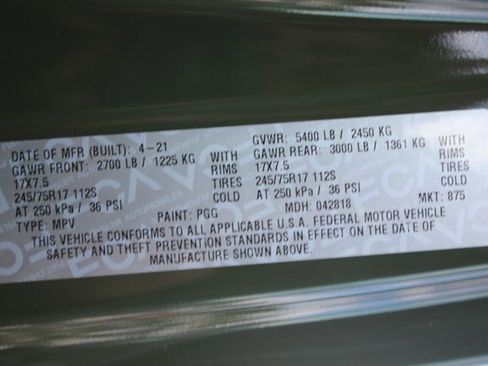 DATE OF MFR (BUILT): 4-21 GVWR: 5400 LB / 2450 KG
GAWR FRONT: 2700 LB / 1225 KG WITH GAWR REAR: 3000 LB / 1361 KG WITH
17X7.5 RIMS 17X7.5 RIMS
245/75R17 112S TIRES 245/75R17 112S TIRES
AT 250 kPa / 36 PSI COLD AT 250 kPa / 36 PSI COLD
TYPE: MPV PAINT: PGG MDH: 042818 MKT: 875
THIS VEHICLE CONFORMS TO ALL APPLICABLE U.S.A. FEDERAL MOTOR VEHICLE
SAFETY AND THEFT PREVENTION STANDARDS IN EFFECT ON THE DATE OF
MANUFACTURE SHOWN ABOVE.